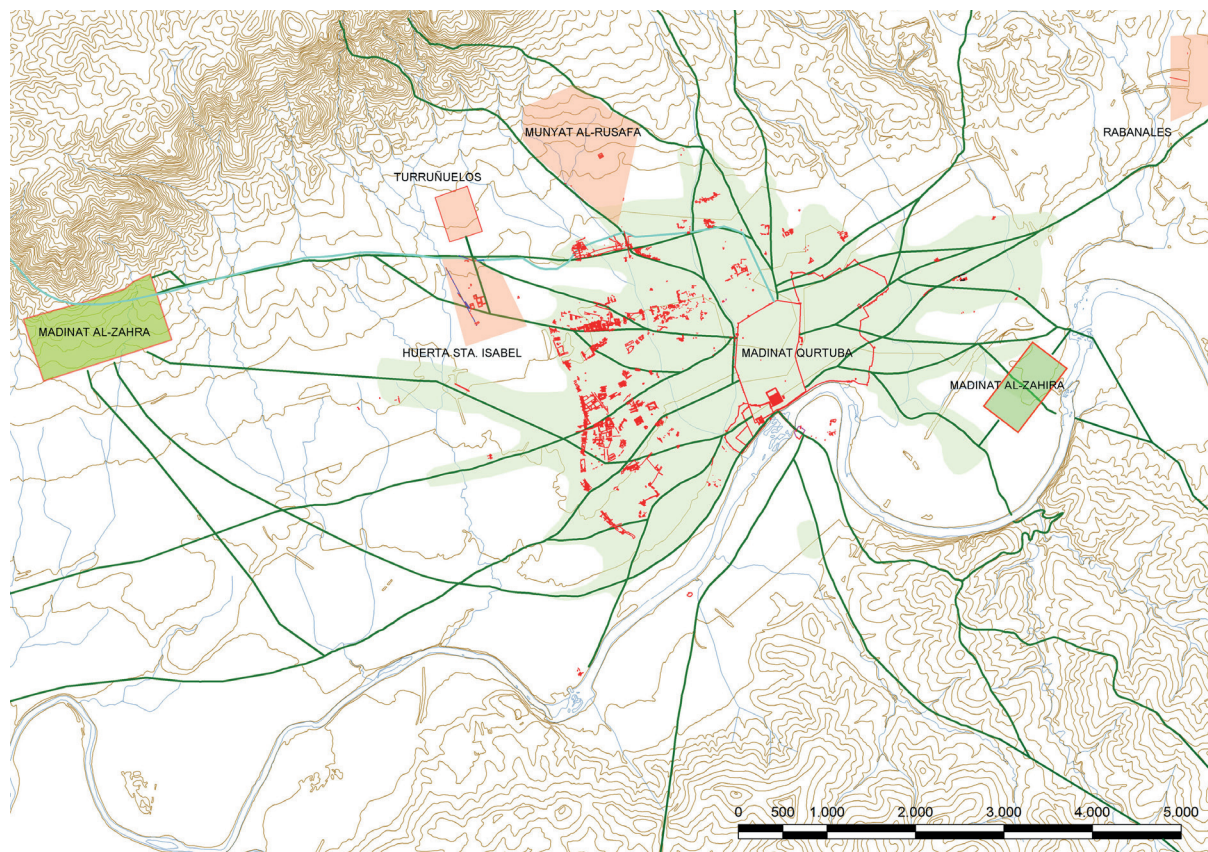 MUNYAT AL-RUSAFA
RABANALES
TURRUÑUELOS
MADINAT AL-ZAHRA
HUERTA STA. ISABEL
MADINAT QURTUBA
MADINAT AL-ZAHIRA
0 500 1.000 2.000 3.000 4.000 5.000